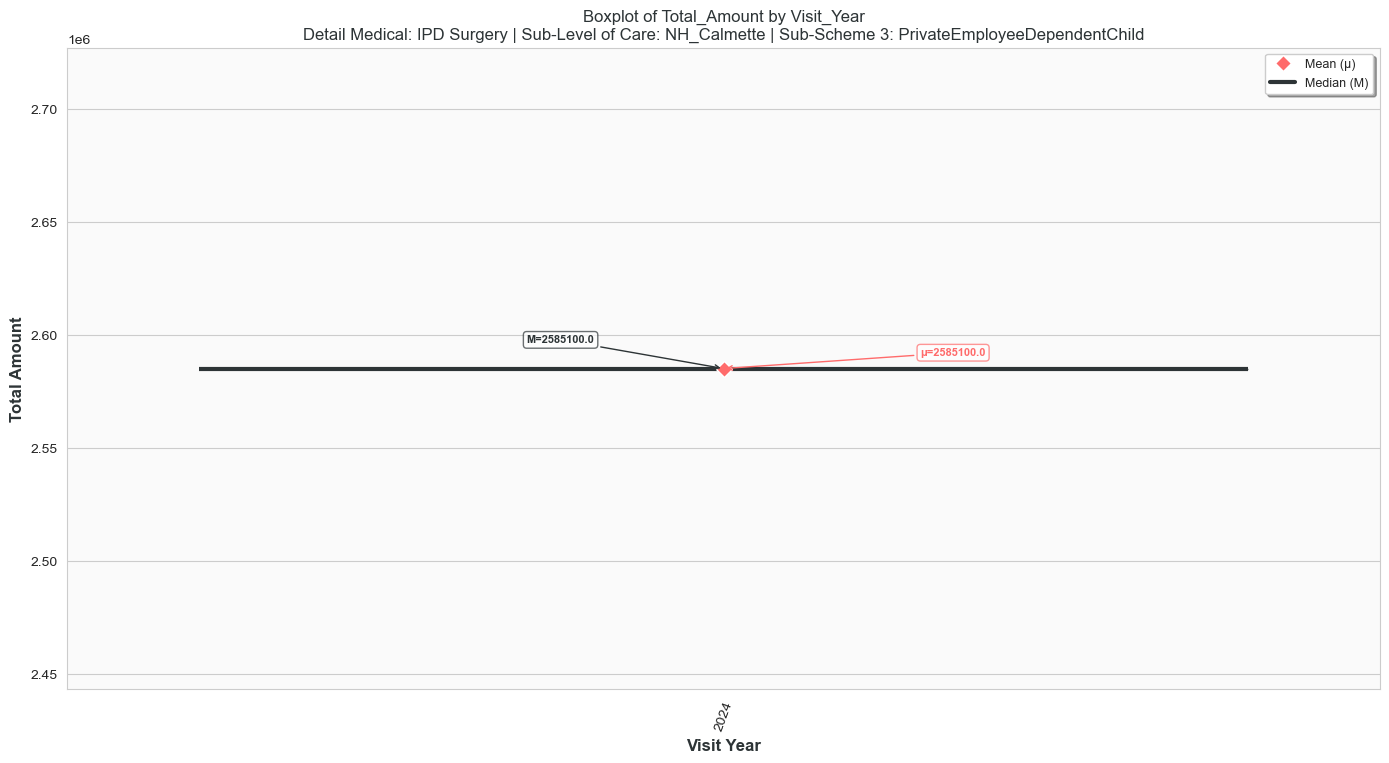 Boxplot of Total_Amount by Visit_Year
Detail Medical: IPD Surgery | Sub-Level of Care: NH_Calmette | Sub-Scheme 3: PrivateEmployeeDependentChild
1e6
Mean (μ)
Median (M)
2.70
2.65
2.60
2.55
2.50
2.45
Total Amount
M=2585100.0
μ=2585100.0
2024
Visit Year